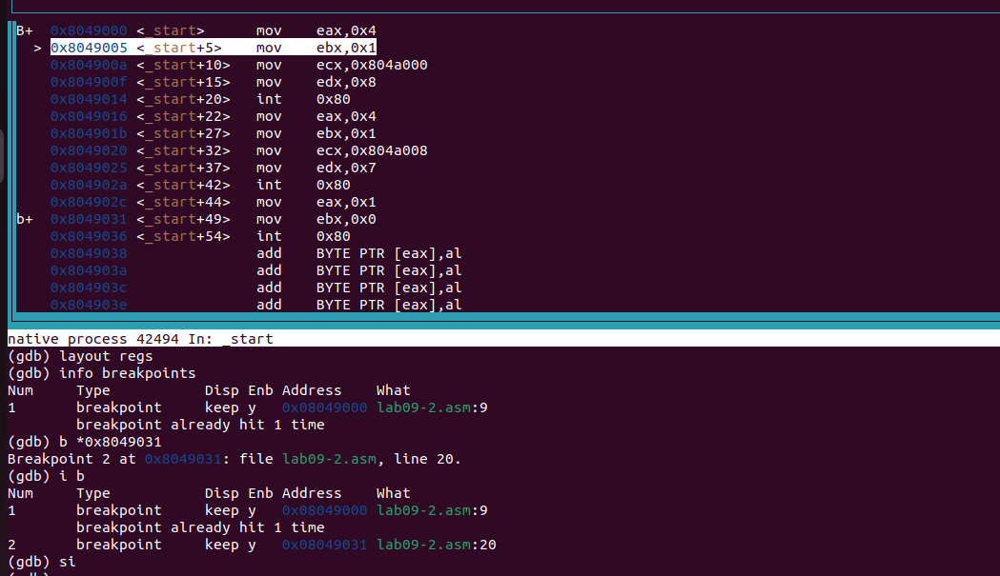 B+ 0x8049000 <_start> mov eax,0x4
> 0x8049005 <_start+5> mov ebx,0x1
0x804900a <_start+10> mov ecx,0x804a000
0x804900f <_start+15> mov edx,0x8
0x8049014 <_start+20> int 0x80
0x8049016 <_start+22> mov eax,0x4
0x804901b <_start+27> mov ebx,0x1
0x8049020 <_start+32> mov ecx,0x804a008
0x8049025 <_start+37> mov edx,0x7
0x804902a <_start+42> int 0x80
0x804902c <_start+44> mov eax,0x1
b+ 0x8049031 <_start+49> mov ebx,0x0
0x8049036 <_start+54> int 0x80
0x8049038 add BYTE PTR [eax],al
0x804903a add BYTE PTR [eax],al
0x804903c add BYTE PTR [eax],al
0x804903e add BYTE PTR [eax],al
native process 42494 In: _start
(gdb) layout regs
(gdb) info breakpoints
Num Type Disp Enb Address What
1 breakpoint keep y 0x08049000 lab09-2.asm:9
breakpoint already hit 1 time
(gdb) b *0x8049031
Breakpoint 2 at 0x8049031: file lab09-2.asm, line 20.
(gdb) i b
Num Type Disp Enb Address What
1 breakpoint keep y 0x08049000 lab09-2.asm:9
breakpoint already hit 1 time
2 breakpoint keep y 0x08049031 lab09-2.asm:20
(gdb) si